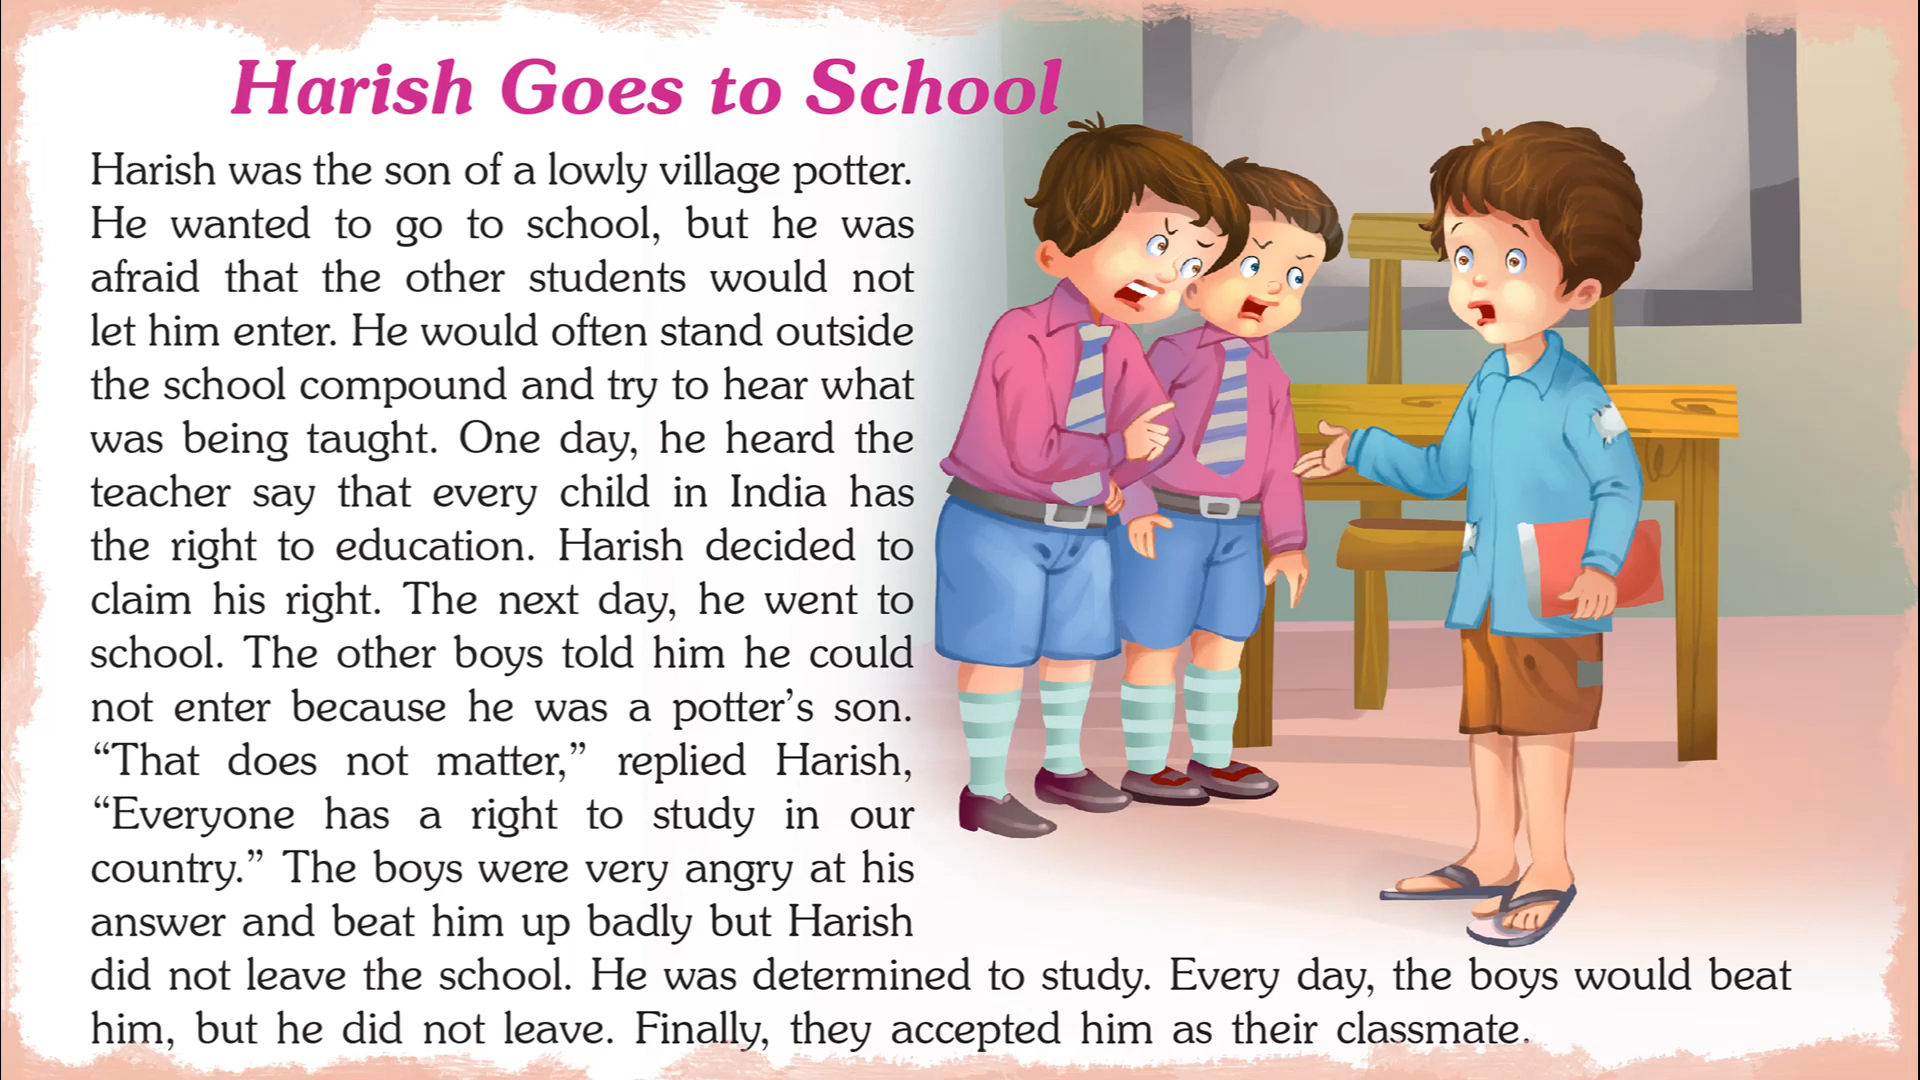 Harish Goes to School
Harish was the son of a lowly village potter.
He wanted to go to school, but he was
afraid that the other students would not
let him enter. He would often stand outside
the school compound and try to hear what
was being taught. One day, he heard the
teacher say that every child in India has
the right to education. Harish decided to
claim his right. The next day, he went to
school. The other boys told him he could
not enter because he was a potter’s son.
“That does not matter,” replied Harish,
“Everyone has a right to study in our
country.” The boys were very angry at his
answer and beat him up badly but Harish
did not leave the school. He was determined to study. Every day, the boys would beat
him, but he did not leave. Finally, they accepted him as their classmate.